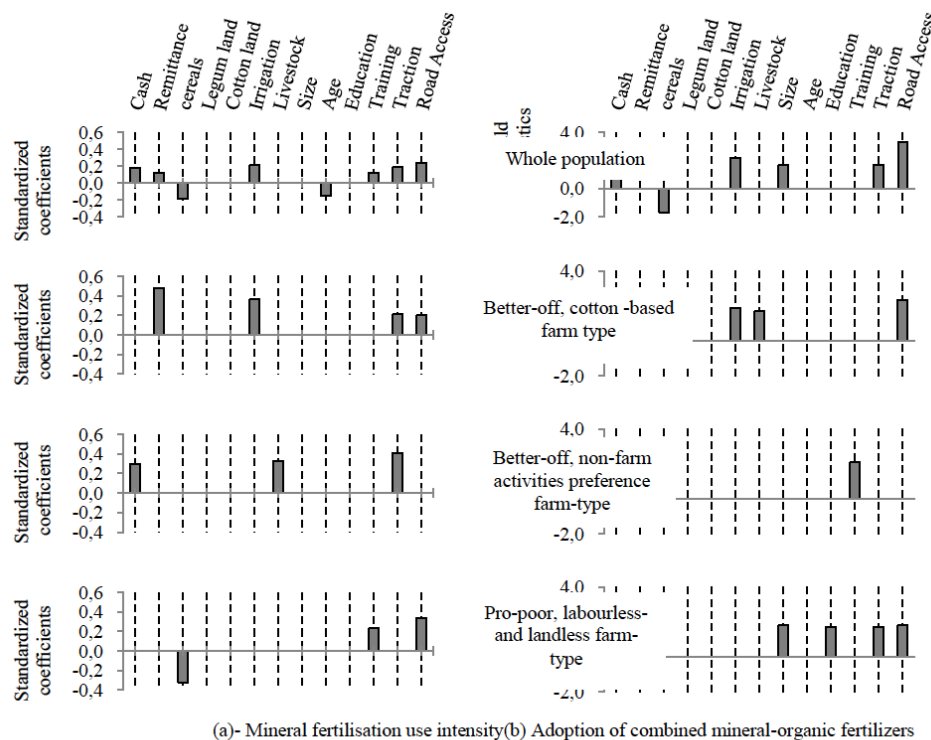 Cash
Remittance
cereals
Legum land
Cotton land
Irrigation
Livestock
Size
Age
Education
Training
Traction
Road Access
Cash
Remittance
cereals
Legum land
Cotton land
Irrigation
Livestock
Size
Age
Education
Training
Traction
Road Access
Standardized
coefficients
0,6
0,4
0,2
0,0
-0,2
-0,4
4.0
0,0
-2,0
Whole population
Standardized
coefficients
0,6
0,4
0,2
0,0
-0,2
-0,4
4,0
-2,0
Better-off, cotton -based
farm type
Standardized
coefficients
0,6
0,4
0,2
0,0
-0,2
-0,4
4,0
-2,0
Better-off, non-farm
activities preference
farm-type
Standardized
coefficients
0,6
0,4
0,2
0,0
-0,2
-0,4
4.0
-2,0
Pro-poor, labourless-
and landless farm-
type
(a)- Mineral fertilisation use intensity(b) Adoption of combined mineral-organic fertilizers